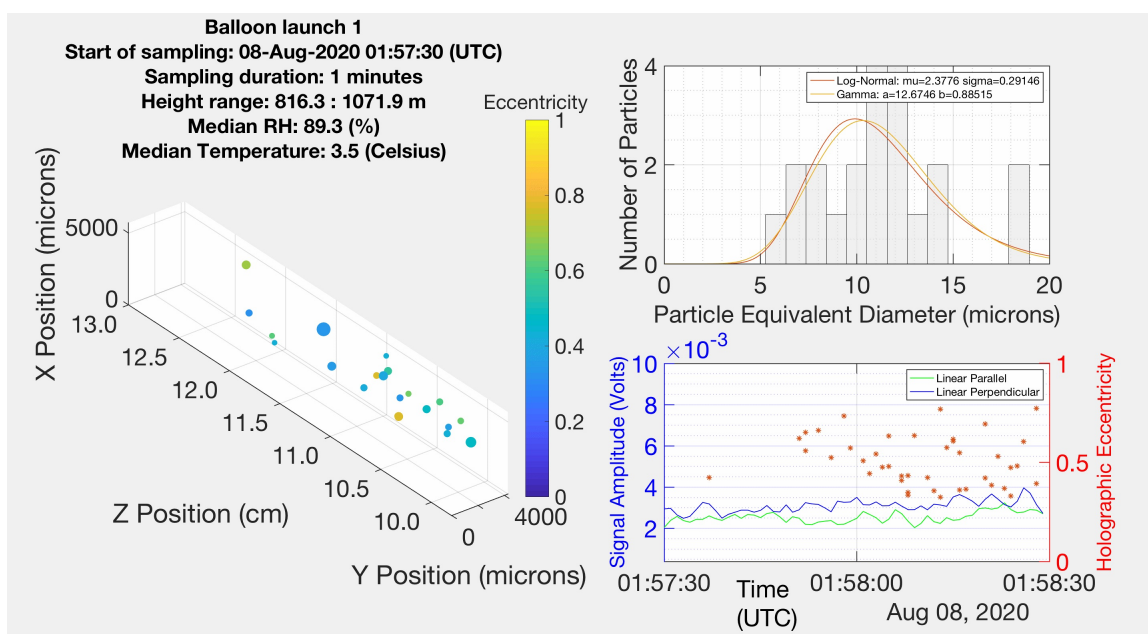 Balloon launch 1
Start of sampling: 08-Aug-2020 01:57:30 (UTC)
Sampling duration: 1 minutes
Height range: 816.3 : 1071.9 m
Median RH: 89.3 (%)
Median Temperature: 3.5 (Celsius)
Eccentricity
1
0.8
0.6
0.4
0.2
0
X Position (microns)
5000
0
13.0
12.5
12.0
11.5
11.0
10.5
10.0
Z Position (cm)
4000
0
Y Position (microns)
Number of Particles
4
2
0
Log-Normal: mu=2.3776 sigma=0.29146
Gamma: a=12.6746 b=0.88515
0 5 10 15 20
Particle Equivalent Diameter (microns)
Signal Amplitude (Volts)
×10⁻³
10
8
6
4
2
Linear Parallel
Linear Perpendicular
1
0.5
0
Holographic Eccentricity
01:57:30 01:58:00 01:58:30
Time
(UTC)
Aug 08, 2020